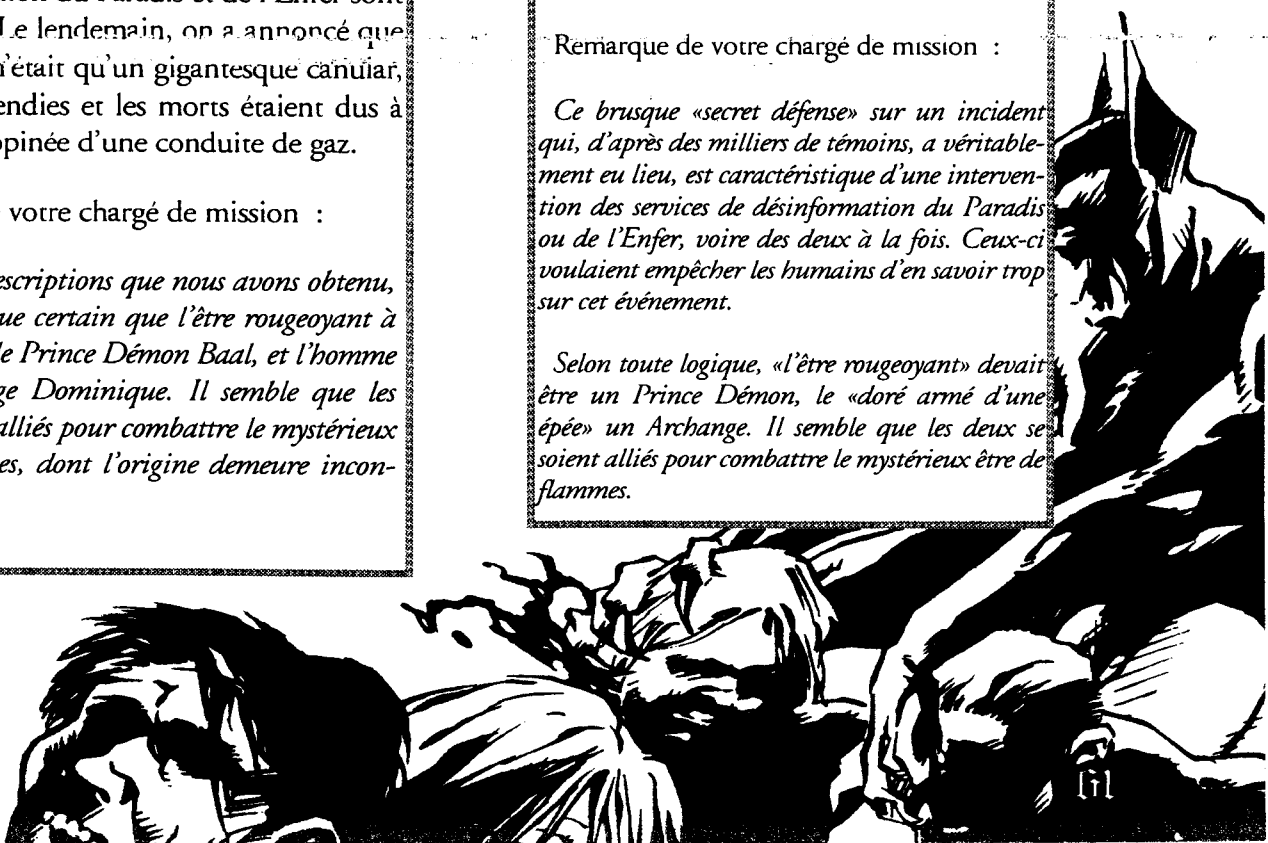 Le lendemain, on a annoncé que
n'était qu'un gigantesque canular,
endies et les morts étaient dus à
opinée d'une conduite de gaz.
votre chargé de mission :
escriptions que nous avons obtenu,
ue certain que l'être rougeoyant à
le Prince Démon Baal, et l'homme
ge Dominique. Il semble que les
alliés pour combattre le mystérieux
es, dont l'origine demeure incon-
Remarque de votre chargé de mission :
Ce brusque «secret défense» sur un incident
qui, d'après des milliers de témoins, a véritable-
ment eu lieu, est caractéristique d'une interven-
tion des services de désinformation du Paradis
ou de l'Enfer, voire des deux à la fois. Ceux-ci
voulaient empêcher les humains d'en savoir trop
sur cet événement.
Selon toute logique, «l'être rougeoyant» devait
être un Prince Démon, le «doré armé d'une
épée» un Archange. Il semble que les deux se
soient alliés pour combattre le mystérieux être de
flammes.